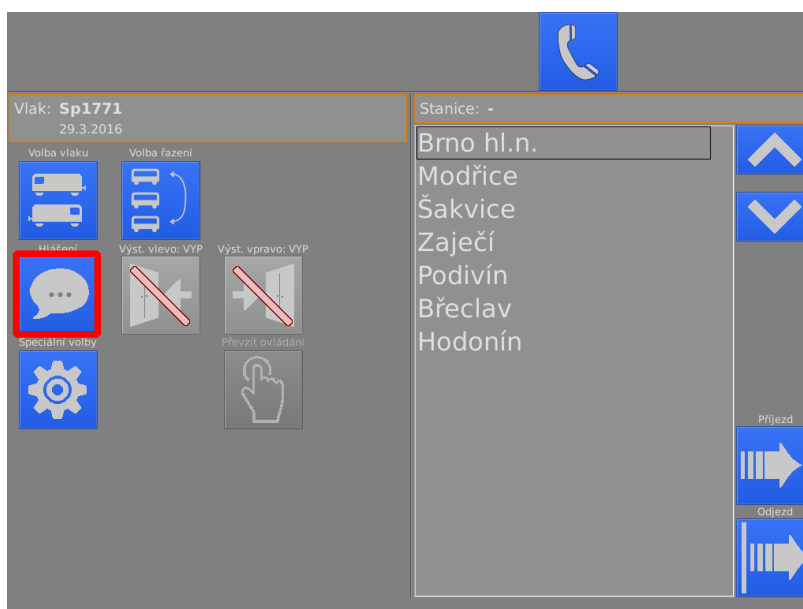 Vlak: Sp1771
29.3.2016
Volba vlaku
Volba řazení
Hlášení
Výst. vlevo: VYP
Výst. vpravo: VYP
Speciální volby
Převzít ovládání
Stanice: -
Brno hl.n.
Modřice
Šakvice
Zaječí
Podivín
Břeclav
Hodonín
Příjezd
Odjezd